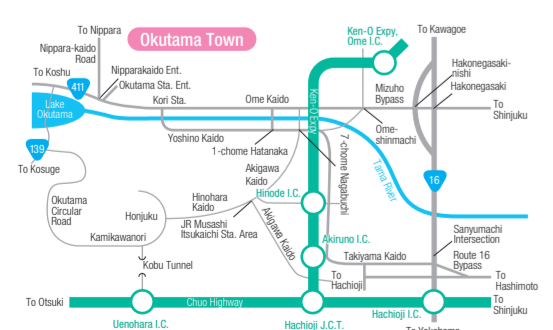 To Nippara
Okutama Town
Ken-O Expy,
Ome I.C.
To Kawagoe
Nippara-kaido
Road
To Koshu
Nipparakaido Ent.
Okutama Sta. Ent.
411
Kori Sta.
Ome Kaido
Ken-O Expy
Mizuho
Bypass
Hakonegasaki-
nishi
Hakonegasaki
To
Shinjuku
Lake
Okutama
Yoshino Kaido
1-chome Hatanaka
7-chome Nagabuchi
Ome-
shinmachi
139
To Kosuge
Akigawa
Kaido
Tama River
16
Hinohara
Kaido
Hinode I.C.
Okutama
Circular
Road
Honjuku
JR Musashi
Itsukaichi Sta. Area
Akigawa Kaido
Kamikawanori
Akiruno I.C.
Sanyumachi
Intersection
Takiyama Kaido
Route 16
Bypass
Kobu Tunnel
To
Hachioji
To
Hashimoto
To Otsuki
Chuo Highway
To
Shinjuku
Uenohara I.C.
Hachioji J.C.T.
Hachioji I.C.
To Yokohama